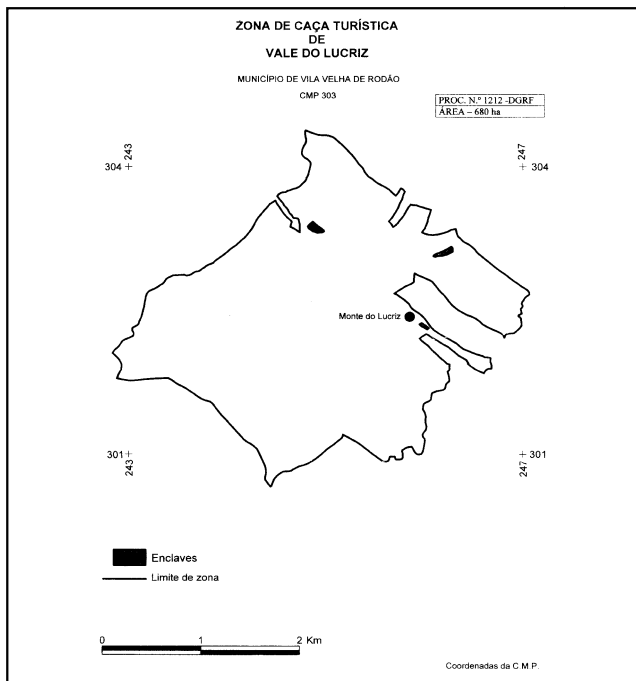 ZONA DE CAÇA TURÍSTICA
DE
VALE DO LUCRIZ
MUNICÍPIO DE VILA VELHA DE RODÃO
CMP 303
PROC. N.º 1212 -DGRF
ÁREA – 680 ha
243
304
247
304
Monte do Lucriz
301
243
301
247
Enclaves
Limite de zona
0 1 2 Km
Coordenadas da C.M.P.